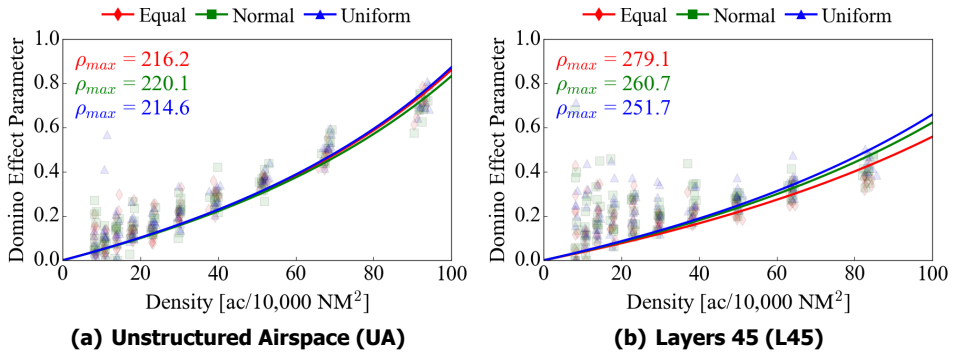 Equal Normal Uniform
1.0
0.8
0.6
0.4
0.2
0.0
Domino Effect Parameter
ρmax = 216.2
ρmax = 220.1
ρmax = 214.6
0 20 40 60 80 100
Density [ac/10,000 NM²]
(a) Unstructured Airspace (UA)
Equal Normal Uniform
1.0
0.8
0.6
0.4
0.2
0.0
Domino Effect Parameter
ρmax = 279.1
ρmax = 260.7
ρmax = 251.7
0 20 40 60 80 100
Density [ac/10,000 NM²]
(b) Layers 45 (L45)